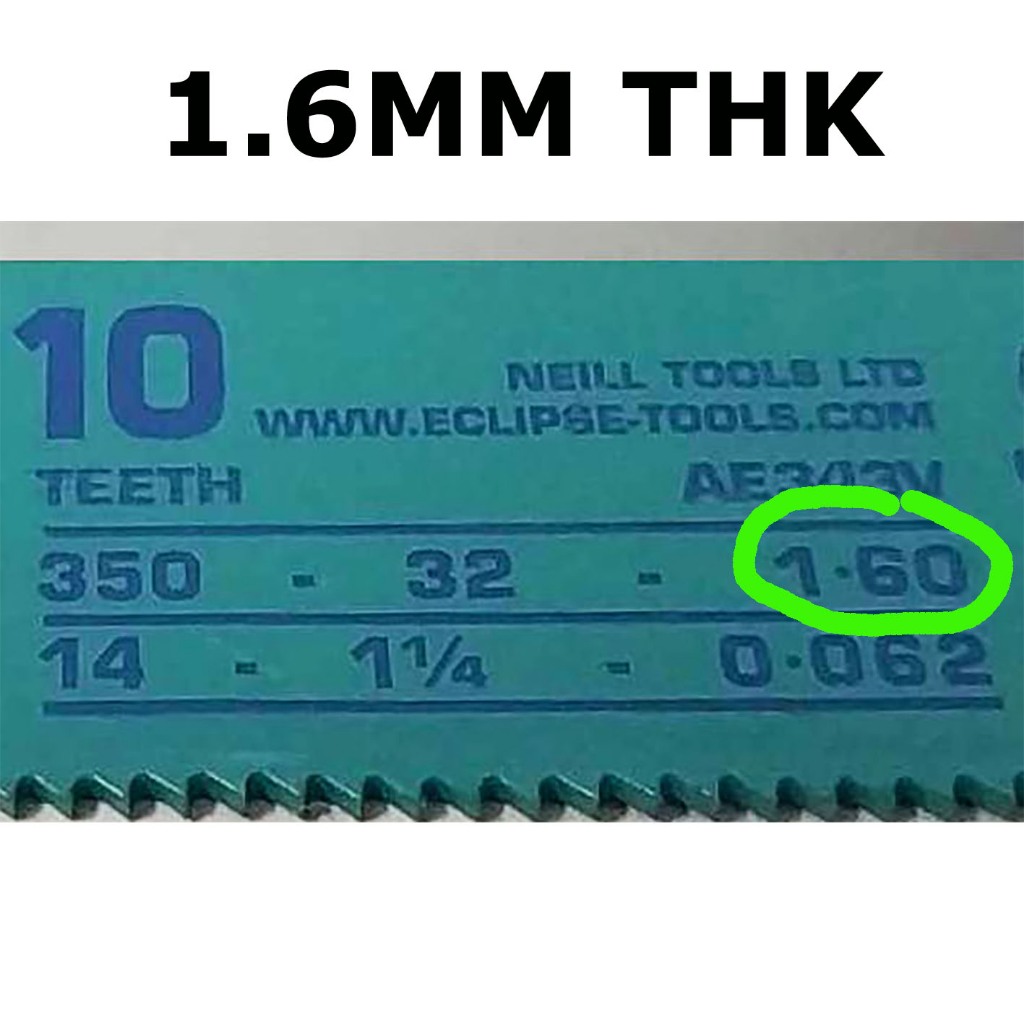 1.6MM THK
10
NEILL TOOLS LTD
WWW.ECLIPSE-TOOLS.COM
TEETH AE343V
350 - 32 - 1·60
14 - 1¼ - 0·062